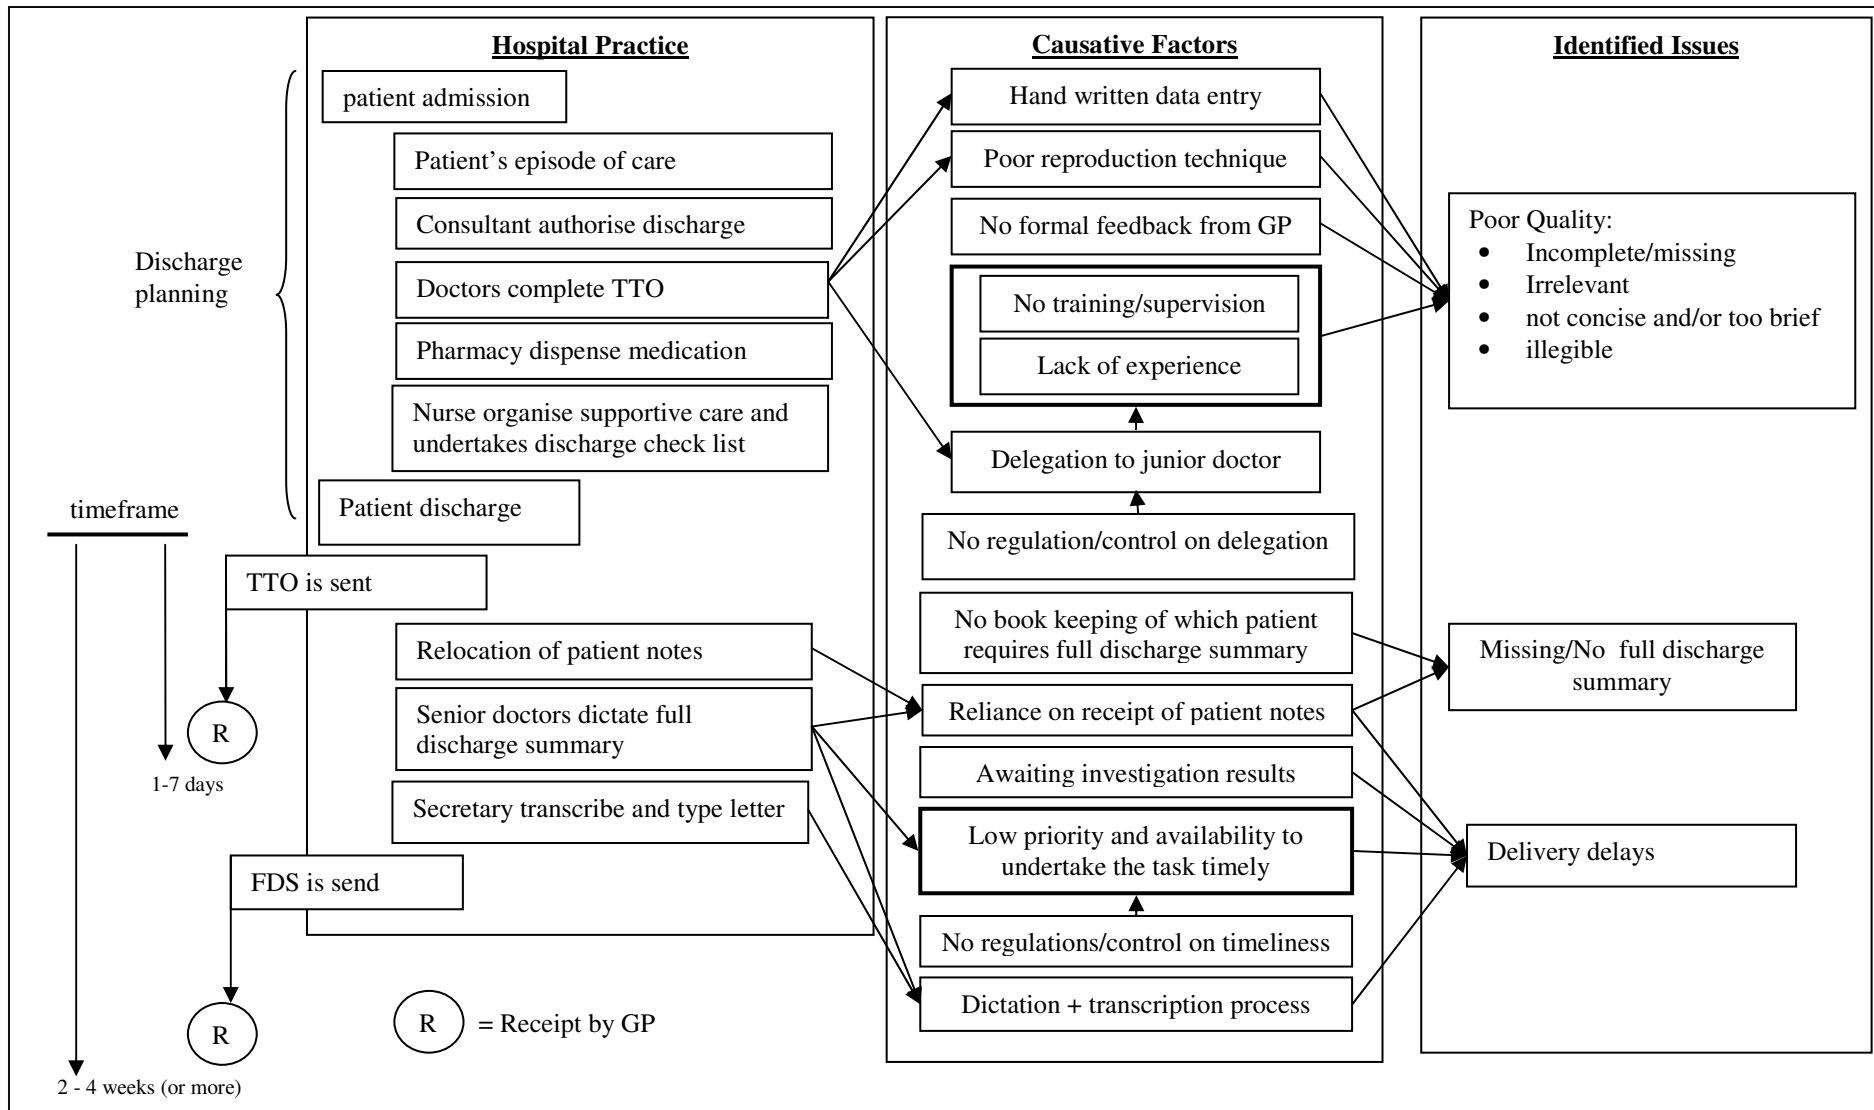 Hospital Practice
patient admission
Patient’s episode of care
Consultant authorise discharge
Doctors complete TTO
Pharmacy dispense medication
Nurse organise supportive care and
undertakes discharge check list
Patient discharge
Discharge
planning
timeframe
TTO is sent
R
1-7 days
Relocation of patient notes
Senior doctors dictate full
discharge summary
Secretary transcribe and type letter
FDS is send
R
2 - 4 weeks (or more)
R
= Receipt by GP
Causative Factors
Hand written data entry
Poor reproduction technique
No formal feedback from GP
No training/supervision
Lack of experience
Delegation to junior doctor
No regulation/control on delegation
No book keeping of which patient
requires full discharge summary
Reliance on receipt of patient notes
Awaiting investigation results
Low priority and availability to
undertake the task timely
No regulations/control on timeliness
Dictation + transcription process
Identified Issues
Poor Quality:
• Incomplete/missing
• Irrelevant
• not concise and/or too brief
• illegible
Missing/No full discharge
summary
Delivery delays